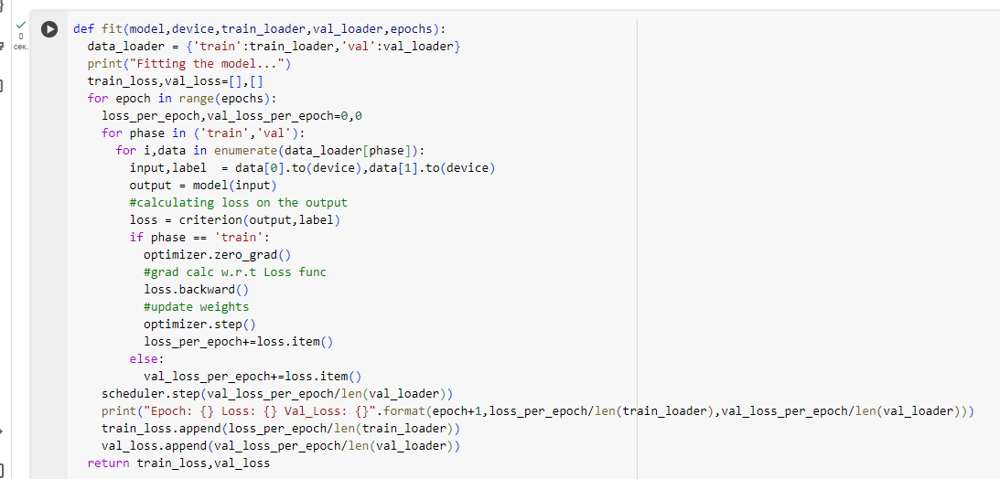 0
сек.
def fit(model,device,train_loader,val_loader,epochs):
  data_loader = {'train':train_loader,'val':val_loader}
  print("Fitting the model...")
  train_loss,val_loss=[],[]
  for epoch in range(epochs):
    loss_per_epoch,val_loss_per_epoch=0,0
    for phase in ('train','val'):
      for i,data in enumerate(data_loader[phase]):
        input,label  = data[0].to(device),data[1].to(device)
        output = model(input)
        #calculating loss on the output
        loss = criterion(output,label)
        if phase == 'train':
          optimizer.zero_grad()
          #grad calc w.r.t Loss func
          loss.backward()
          #update weights
          optimizer.step()
          loss_per_epoch+=loss.item()
        else:
          val_loss_per_epoch+=loss.item()
    scheduler.step(val_loss_per_epoch/len(val_loader))
    print("Epoch: {} Loss: {} Val_Loss: {}".format(epoch+1,loss_per_epoch/len(train_loader),val_loss_per_epoch/len(val_loader)))
    train_loss.append(loss_per_epoch/len(train_loader))
    val_loss.append(val_loss_per_epoch/len(val_loader))
  return train_loss,val_loss